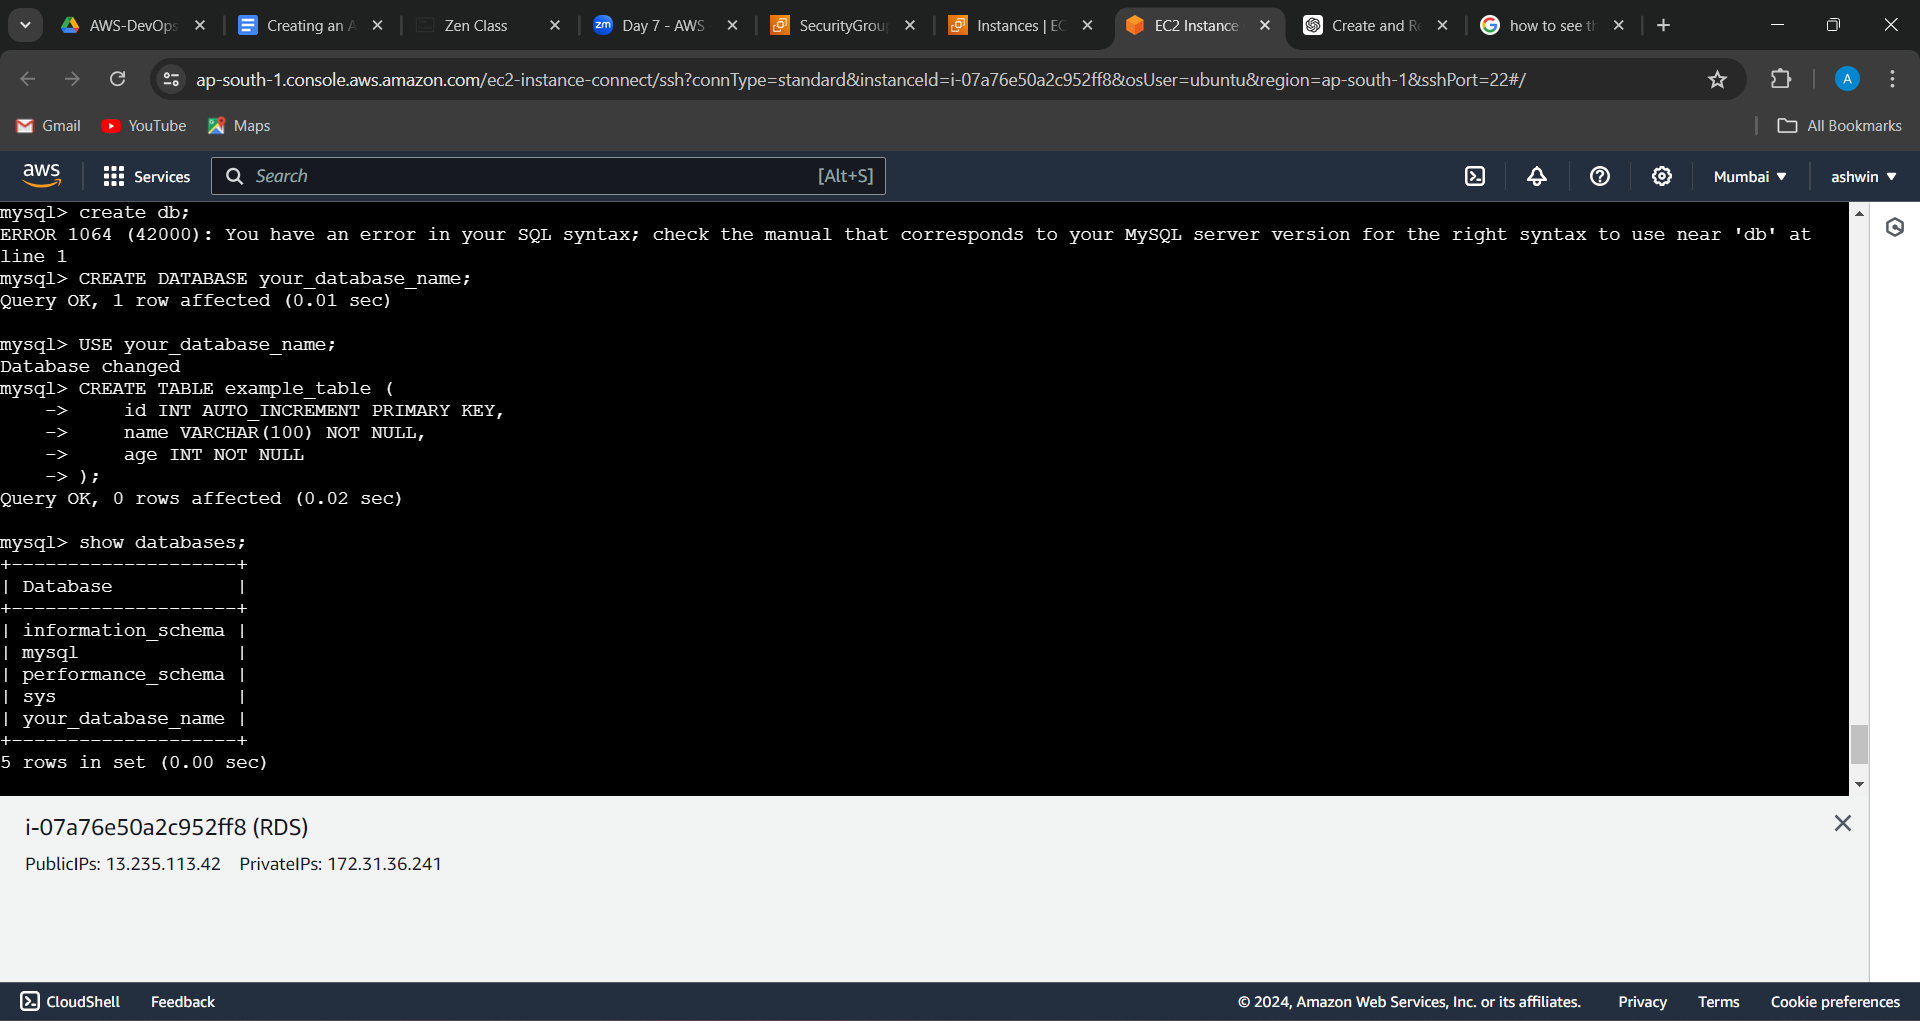 AWS-DevOps
Creating an A
Zen Class
Day 7 - AWS
SecurityGrou
Instances | EC
EC2 Instance
Create and Re
how to see th
ap-south-1.console.aws.amazon.com/ec2-instance-connect/ssh?connType=standard&instanceId=i-07a76e50a2c952ff8&osUser=ubuntu&region=ap-south-1&sshPort=22#/
A
Gmail
YouTube
Maps
All Bookmarks
aws
Services
Search
[Alt+S]
Mumbai
ashwin
mysql> create db;
ERROR 1064 (42000): You have an error in your SQL syntax; check the manual that corresponds to your MySQL server version for the right syntax to use near 'db' at
line 1
mysql> CREATE DATABASE your_database_name;
Query OK, 1 row affected (0.01 sec)
mysql> USE your_database_name;
Database changed
mysql> CREATE TABLE example_table (
    ->     id INT AUTO_INCREMENT PRIMARY KEY,
    ->     name VARCHAR(100) NOT NULL,
    ->     age INT NOT NULL
    -> );
Query OK, 0 rows affected (0.02 sec)
mysql> show databases;
+--------------------+
| Database           |
+--------------------+
| information_schema |
| mysql              |
| performance_schema |
| sys                |
| your_database_name |
+--------------------+
5 rows in set (0.00 sec)
i-07a76e50a2c952ff8 (RDS)
PublicIPs: 13.235.113.42 PrivateIPs: 172.31.36.241
CloudShell
Feedback
© 2024, Amazon Web Services, Inc. or its affiliates.
Privacy
Terms
Cookie preferences